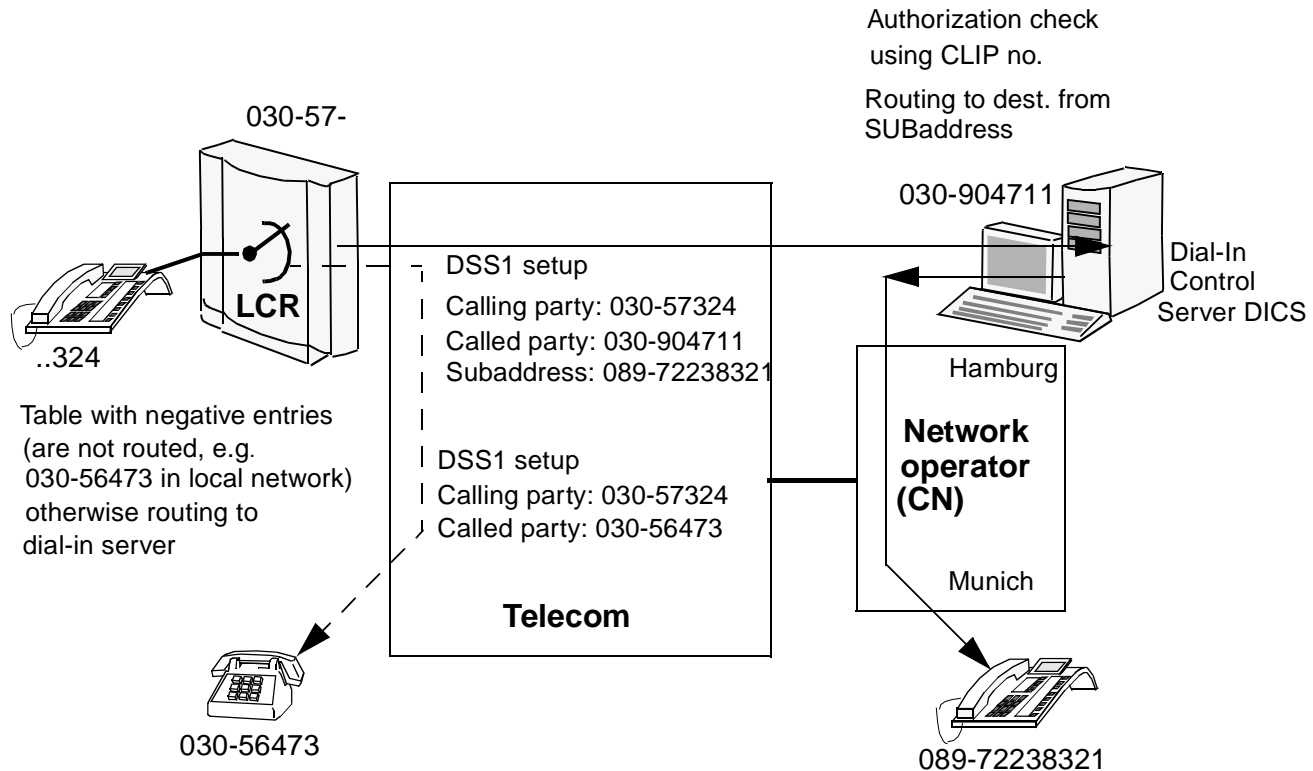 Authorization check
using CLIP no.
Routing to dest. from
SUBaddress
030-57-
030-904711
Dial-In
Control
Server DICS
LCR
..324
DSS1 setup
Calling party: 030-57324
Called party: 030-904711
Subaddress: 089-72238321
Table with negative entries
(are not routed, e.g.
030-56473 in local network)
otherwise routing to
dial-in server
DSS1 setup
Calling party: 030-57324
Called party: 030-56473
Telecom
Hamburg
Network
operator
(CN)
Munich
030-56473
089-72238321